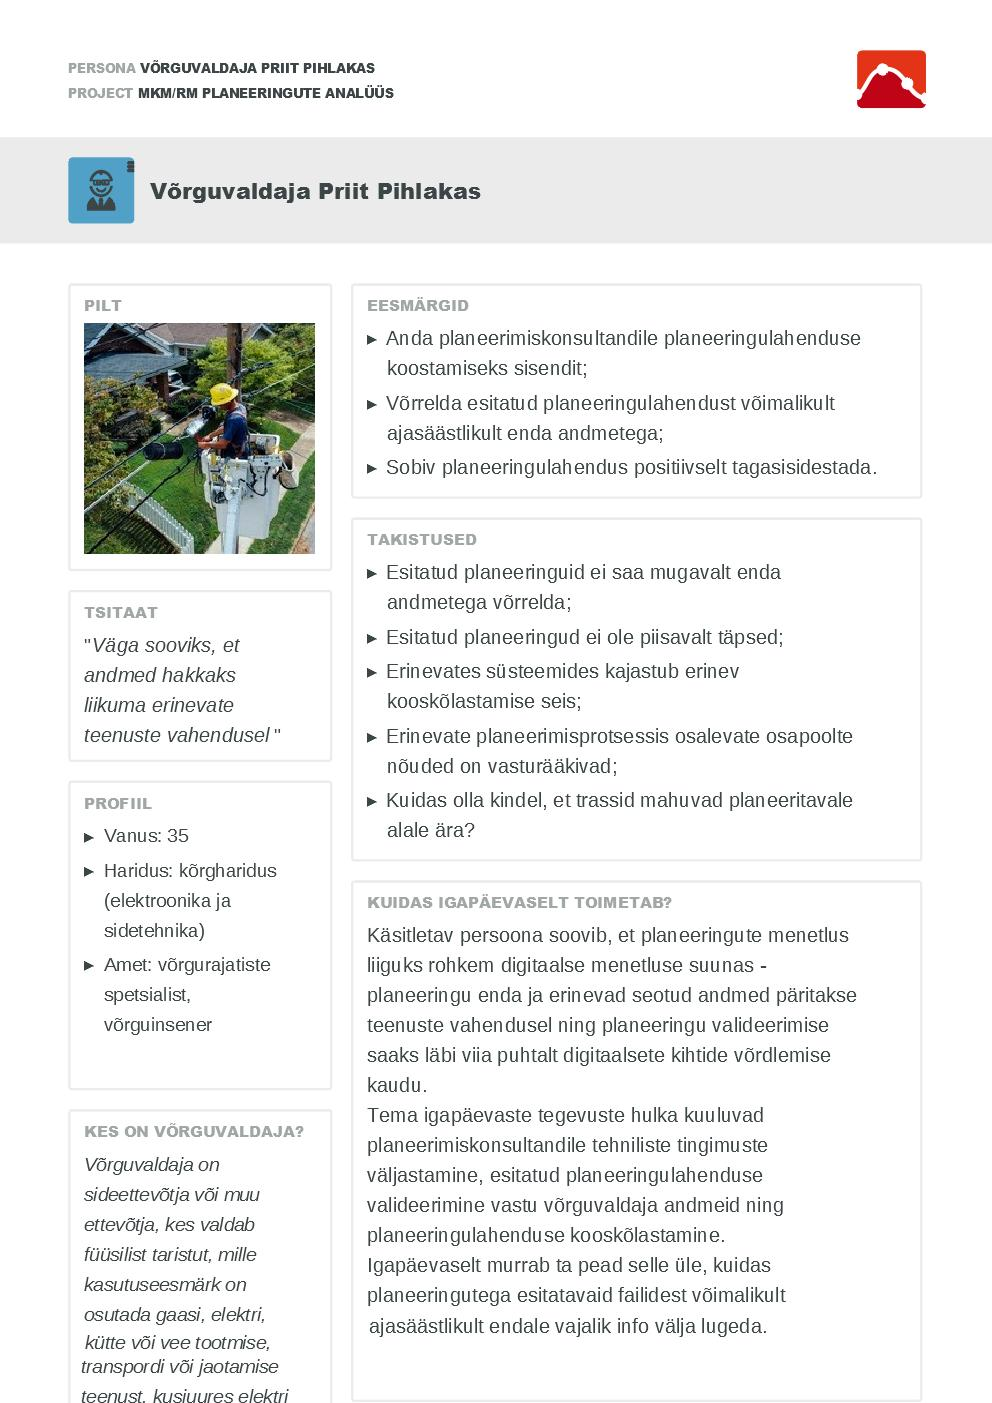 PERSONA VÕRGUVALDAJA PRIIT PIHLAKAS
PROJECT MKM/RM PLANEERINGUTE ANALÜÜS
Võrguvaldaja Priit Pihlakas
PILT
TSITAAT
"Väga sooviks, et
andmed hakkaks
liikuma erinevate
teenuste vahendusel "
PROFIIL
► Vanus: 35
► Haridus: kõrgharidus
(elektroonika ja
sidetehnika)
► Amet: võrgurajatiste
spetsialist,
võrguinsener
KES ON VÕRGUVALDAJA?
Võrguvaldaja on
sideettevõtja või muu
ettevõtja, kes valdab
füüsilist taristut, mille
kasutuseesmärk on
osutada gaasi, elektri,
kütte või vee tootmise,
transpordi või jaotamise
teenust, kusjuures elektri
EESMÄRGID
► Anda planeerimiskonsultandile planeeringulahenduse
koostamiseks sisendit;
► Võrrelda esitatud planeeringulahendust võimalikult
ajasäästlikult enda andmetega;
► Sobiv planeeringulahendus positiivselt tagasisidestada.
TAKISTUSED
► Esitatud planeeringuid ei saa mugavalt enda
andmetega võrrelda;
► Esitatud planeeringud ei ole piisavalt täpsed;
► Erinevates süsteemides kajastub erinev
kooskõlastamise seis;
► Erinevate planeerimisprotsessis osalevate osapoolte
nõuded on vasturääkivad;
► Kuidas olla kindel, et trassid mahuvad planeeritavale
alale ära?
KUIDAS IGAPÄEVASELT TOIMETAB?
Käsitletav persoona soovib, et planeeringute menetlus
liiguks rohkem digitaalse menetluse suunas -
planeeringu enda ja erinevad seotud andmed päritakse
teenuste vahendusel ning planeeringu valideerimise
saaks läbi viia puhtalt digitaalsete kihtide võrdlemise
kaudu.
Tema igapäevaste tegevuste hulka kuuluvad
planeerimiskonsultandile tehniliste tingimuste
väljastamine, esitatud planeeringulahenduse
valideerimine vastu võrguvaldaja andmeid ning
planeeringulahenduse kooskõlastamine.
Igapäevaselt murrab ta pead selle üle, kuidas
planeeringutega esitatavaid failidest võimalikult
ajasäästlikult endale vajalik info välja lugeda.